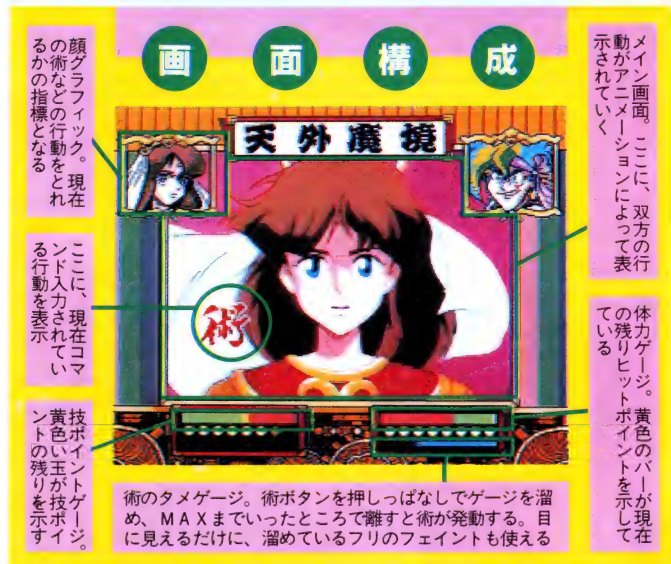 画面構成
メイン画面。ここに、双方の行
動がアニメーションによって表
示されていく
顔グラフィック。現在
の術などの行動をとれ
るかの指標となる
天外魔境
術
ここに、現在コマ
ンド入力されてい
る行動を表示
体力ゲージ。黄色のバーが現在
の残りヒットポイントを示して
いる
技ポイントゲージ。
黄色い玉が技ポイ
ントの残りを示す
術のタメゲージ。術ボタンを押しっぱなしでゲージを溜
め、MAXまでいったところで離すと術が発動する。目
に見えるだけに、溜めているフリのフェイントも使える